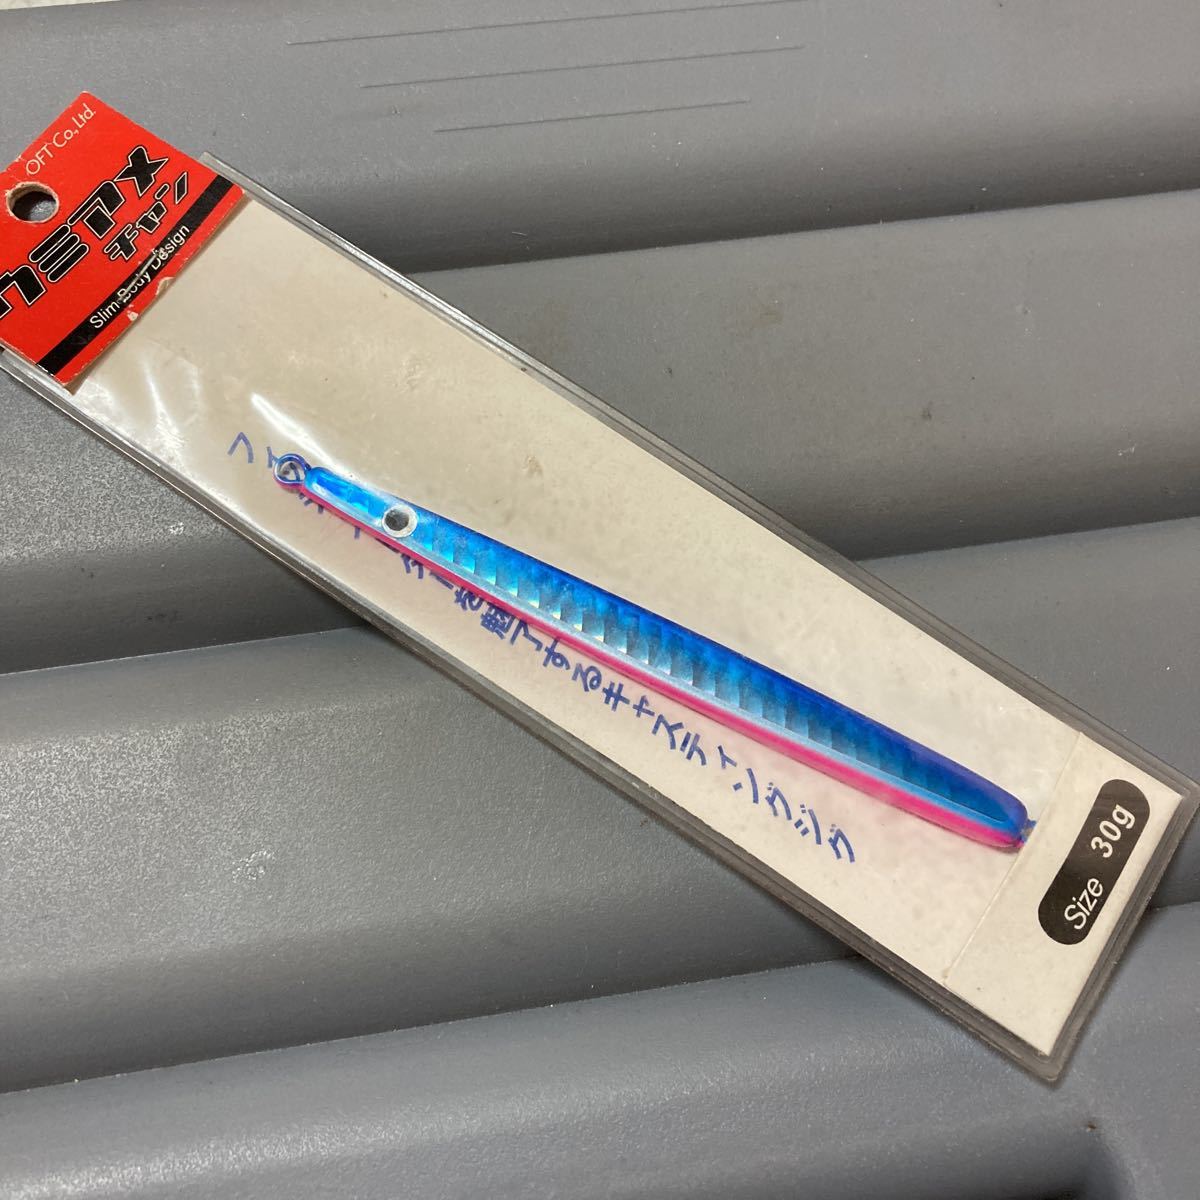 OFT Co,.Ltd.
カミアメ
チャン
Slim-Body Design
を魅了するキャスティングジグ
Size 30g